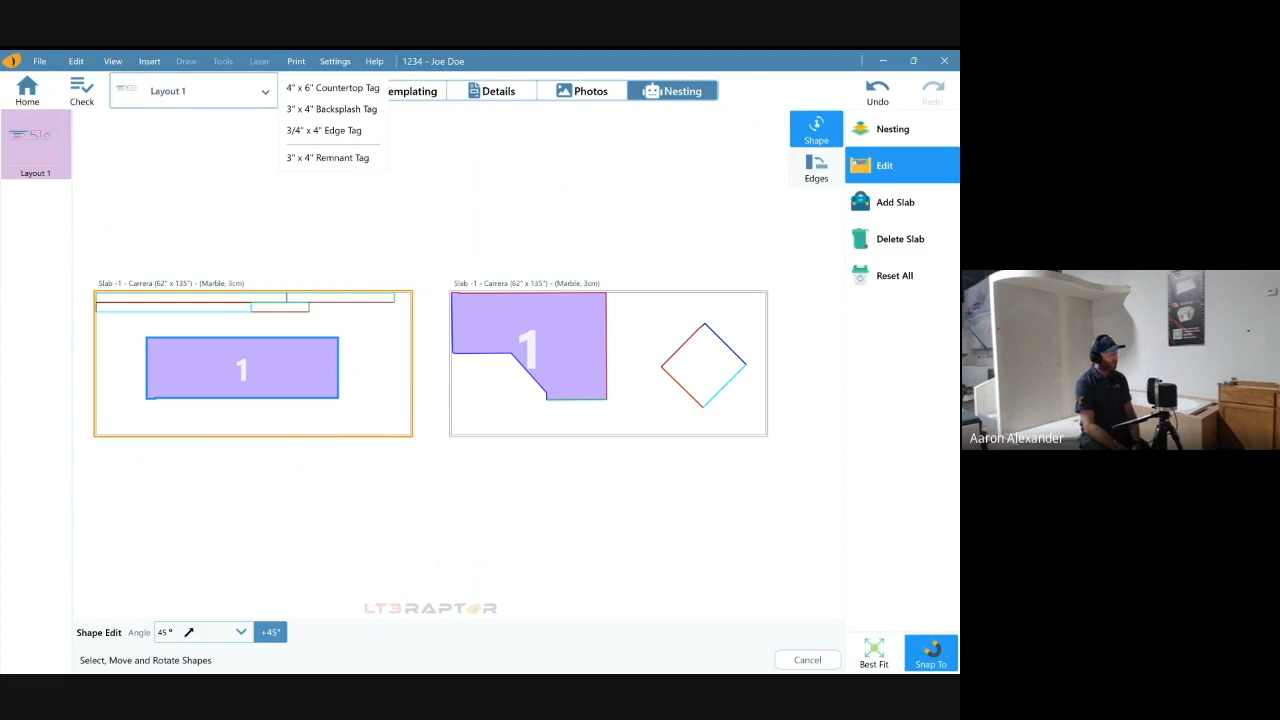 File Edit View Insert Draw Tools Laser Print Settings Help 1234 - Joe Doe
Home
Check
Layout 1
4" x 6" Countertop Tag
3" x 4" Backsplash Tag
3/4" x 4" Edge Tag
3" x 4" Remnant Tag
emplating
Details
Photos
Nesting
Undo
Redo
Layout 1
Shape
Edges
Nesting
Edit
Add Slab
Delete Slab
Reset All
Slab -1 - Carrera (62" x 135") - (Marble, 3cm)
1
Slab -1 - Carrera (62" x 135") - (Marble, 3cm)
1
Aaron Alexander
LT3RAPTOR
Shape Edit Angle 45° +45°
Select, Move and Rotate Shapes
Cancel
Best Fit
Snap To